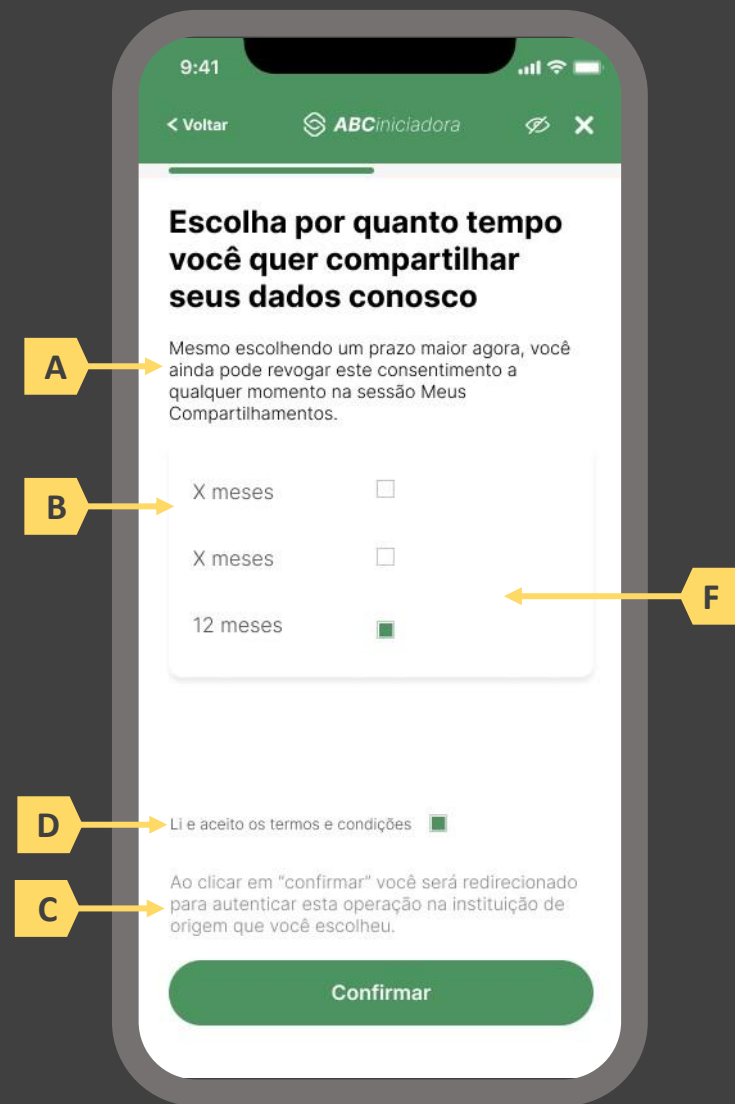 9:41
< Voltar
ABCiniciadora
Escolha por quanto tempo
você quer compartilhar
seus dados conosco
A
Mesmo escolhendo um prazo maior agora, você
ainda pode revogar este consentimento a
qualquer momento na sessão Meus
Compartilhamentos.
B
X meses
X meses
F
12 meses
D
Li e aceito os termos e condições
C
Ao clicar em “confirmar” você será redirecionado
para autenticar esta operação na instituição de
origem que você escolheu.
Confirmar